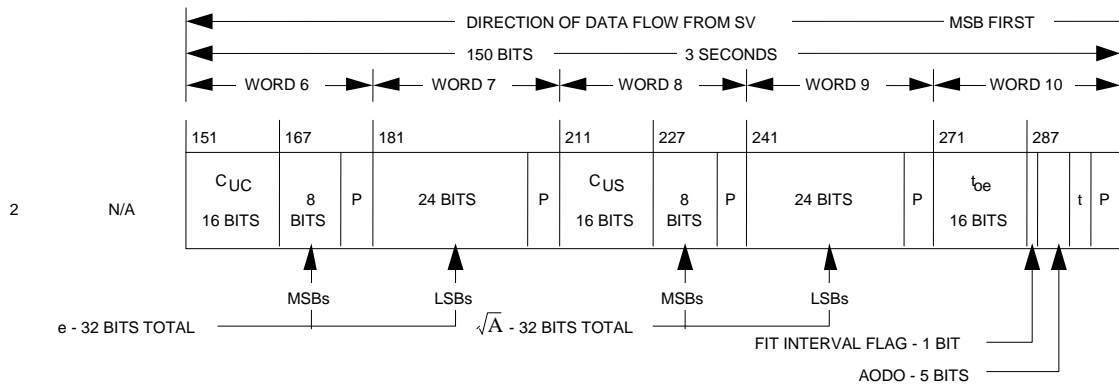 DIRECTION OF DATA FLOW FROM SV MSB FIRST
150 BITS 3 SECONDS
WORD 6 WORD 7 WORD 8 WORD 9 WORD 10
151 167 181 211 227 241 271 287
CUC CUS toe
2 N/A 16 BITS 8 BITS P 24 BITS P 16 BITS 8 BITS P 24 BITS P 16 BITS t P
MSBs LSBs MSBs LSBs
e - 32 BITS TOTAL √A - 32 BITS TOTAL
FIT INTERVAL FLAG - 1 BIT
AODO - 5 BITS